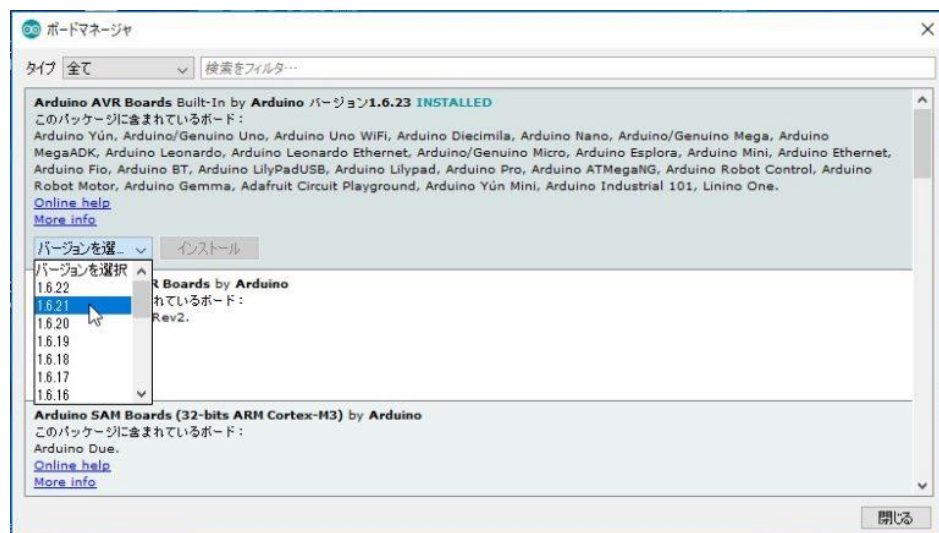 ボードマネージャ
タイプ 全て 検索をフィルタ…
Arduino AVR Boards Built-In by Arduino バージョン1.6.23 INSTALLED
このパッケージに含まれているボード：
Arduino Yún, Arduino/Genuino Uno, Arduino Uno WiFi, Arduino Diecimila, Arduino Nano, Arduino/Genuino Mega, Arduino
MegaADK, Arduino Leonardo, Arduino Leonardo Ethernet, Arduino/Genuino Micro, Arduino Esplora, Arduino Mini, Arduino Ethernet,
Arduino Fio, Arduino BT, Arduino LilyPadUSB, Arduino Lilypad, Arduino Pro, Arduino ATMegaNG, Arduino Robot Control, Arduino
Robot Motor, Arduino Gemma, Adafruit Circuit Playground, Arduino Yún Mini, Arduino Industrial 101, Linino One.
Online help
More info
バージョンを選... インストール
バージョンを選択
1.6.22 R Boards by Arduino
1.6.21 れているボード：
1.6.20 Rev2.
1.6.19
1.6.18
1.6.17
1.6.16
Arduino SAM Boards (32-bits ARM Cortex-M3) by Arduino
このパッケージに含まれているボード：
Arduino Due.
Online help
More info
閉じる